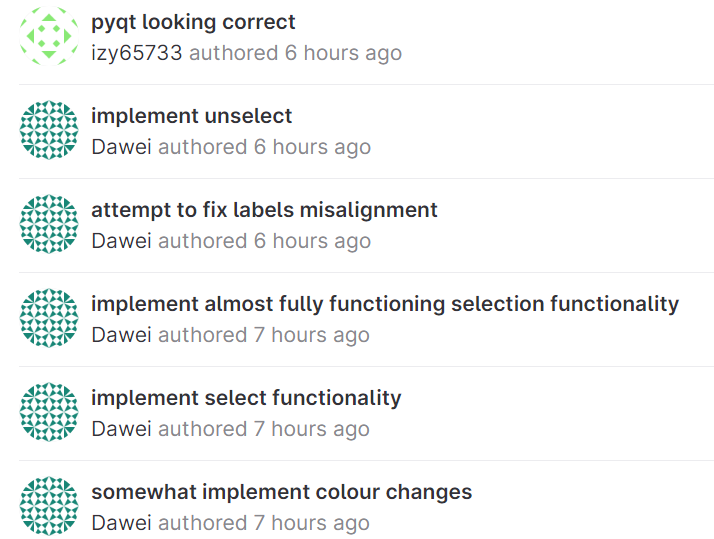 pyqt looking correct
izy65733 authored 6 hours ago
implement unselect
Dawei authored 6 hours ago
attempt to fix labels misalignment
Dawei authored 6 hours ago
implement almost fully functioning selection functionality
Dawei authored 7 hours ago
implement select functionality
Dawei authored 7 hours ago
somewhat implement colour changes
Dawei authored 7 hours ago